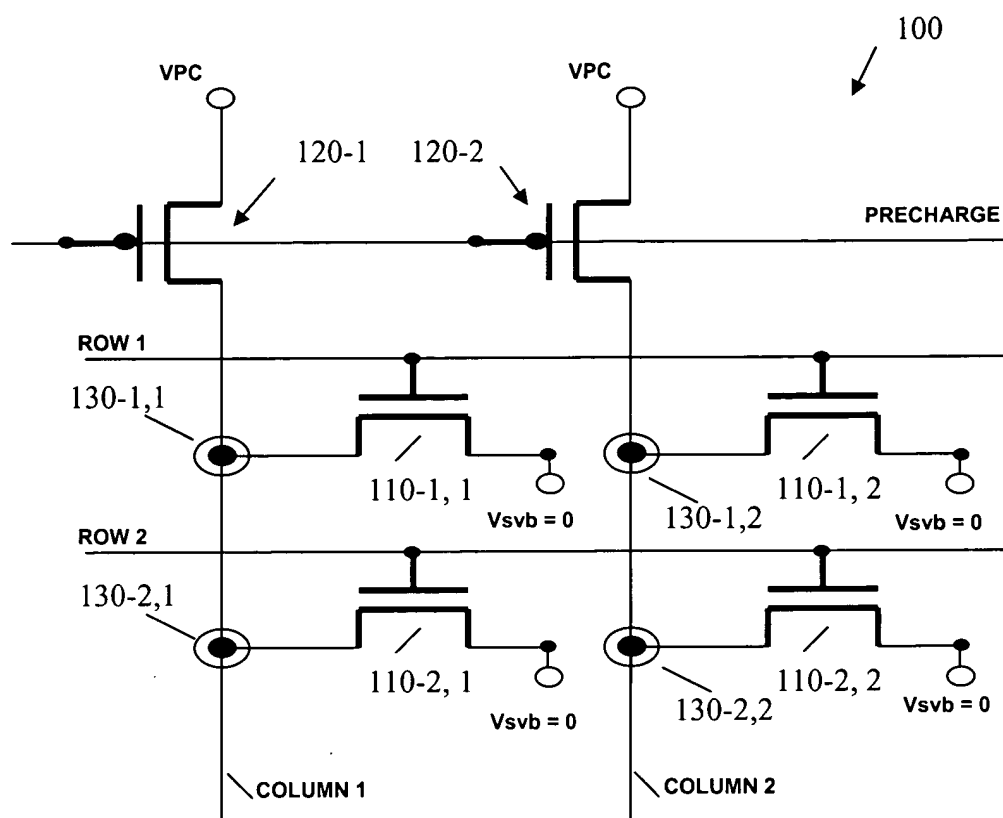 100
VPC
VPC
120-1
120-2
PRECHARGE
ROW 1
130-1,1
110-1, 1
110-1, 2
Vsvb = 0
130-1,2
Vsvb = 0
ROW 2
130-2,1
110-2, 1
110-2, 2
Vsvb = 0
130-2,2
Vsvb = 0
COLUMN 1
COLUMN 2